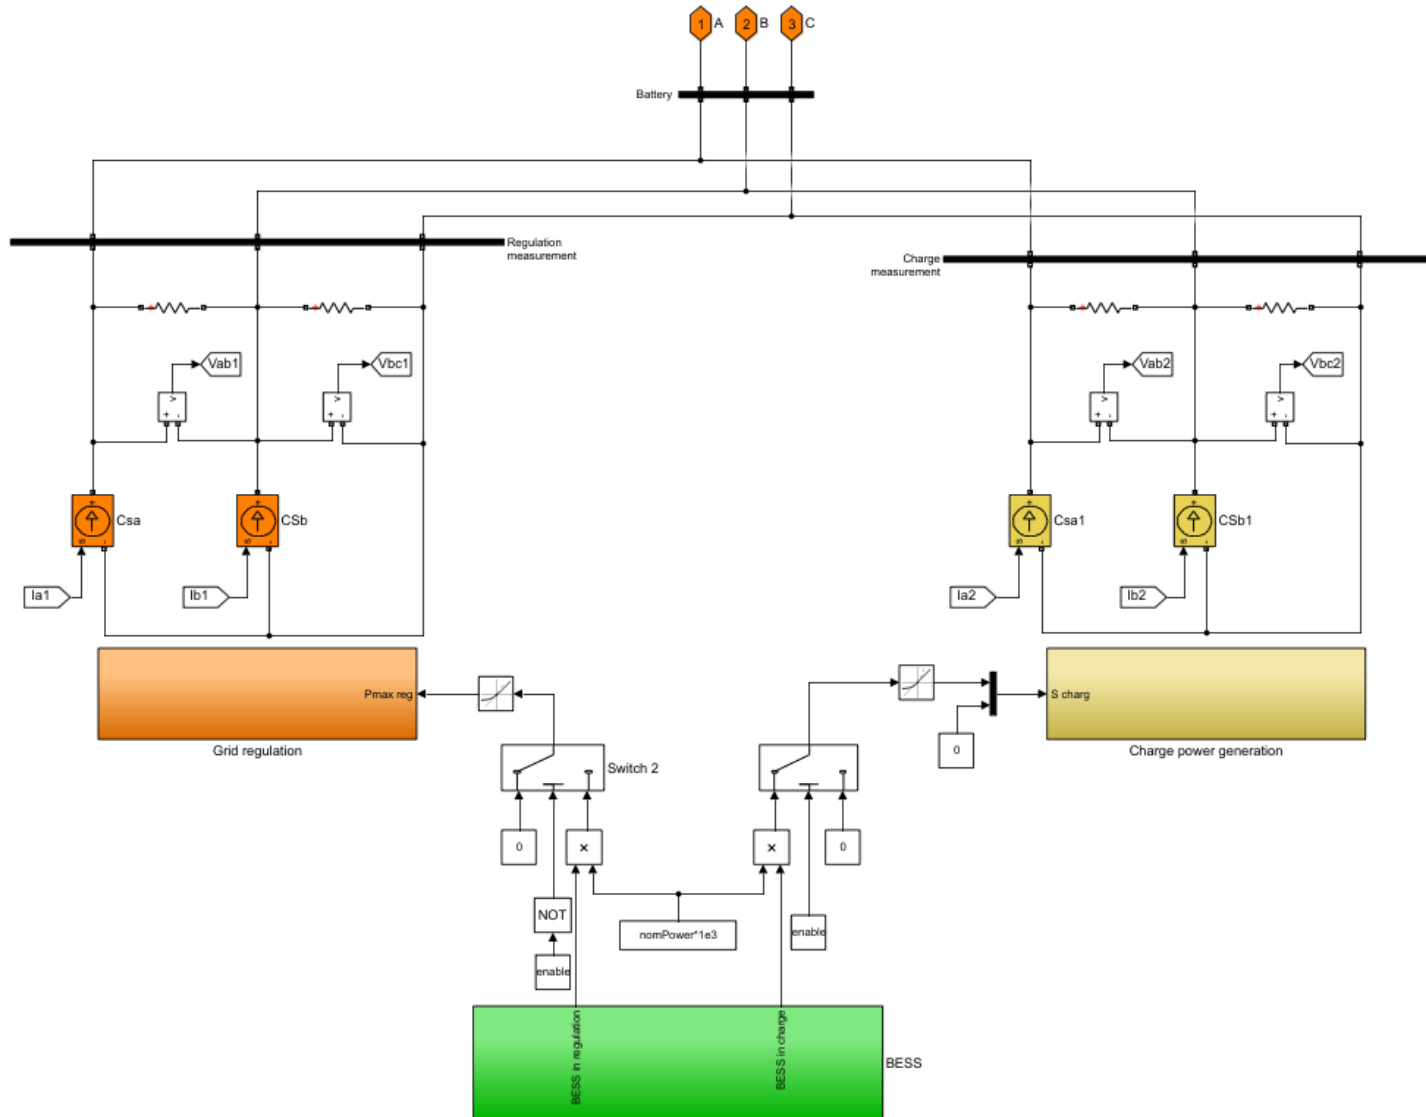 1 A 2 B 3 C
Battery
Regulation
measurement
Charge
measurement
Vab1
Vbc1
Vab2
Vbc2
+ -
v
+ -
v
+ -
v
+ -
v
+
Csa
s -
+
CSb
s -
+
Csa1
s -
+
CSb1
s -
Ia1
Ib1
Ia2
Ib2
Pmax reg
Grid regulation
S charg
Charge power generation
0
Switch 2
0
×
×
0
NOT
nomPower*1e3
enable
enable
BESS in regulation
BESS in charge
BESS